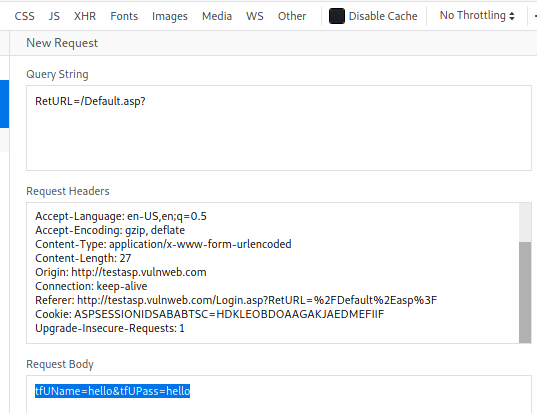 CSS JS XHR Fonts Images Media WS Other Disable Cache No Throttling
New Request
Query String
RetURL=/Default.asp?
Request Headers
Accept-Language: en-US,en;q=0.5
Accept-Encoding: gzip, deflate
Content-Type: application/x-www-form-urlencoded
Content-Length: 27
Origin: http://testasp.vulnweb.com
Connection: keep-alive
Referer: http://testasp.vulnweb.com/Login.asp?RetURL=%2FDefault%2Easp%3F
Cookie: ASPSESSIONIDSABABTSC=HDKLEOBDOAAGAKJAEDMEFIIF
Upgrade-Insecure-Requests: 1
Request Body
tfUName=hello&tfUPass=hello